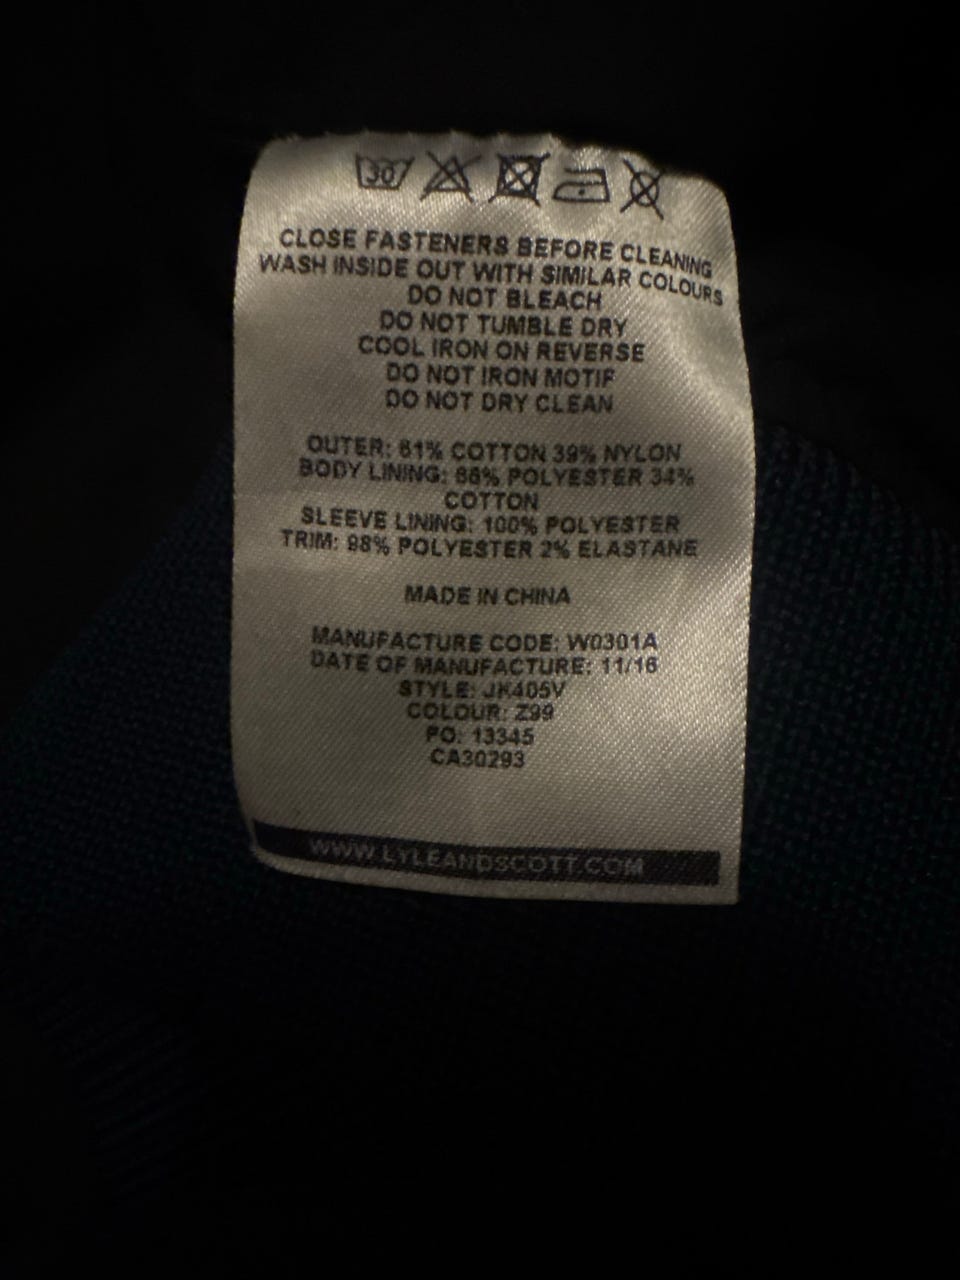 30
CLOSE FASTENERS BEFORE CLEANING
WASH INSIDE OUT WITH SIMILAR COLOURS
DO NOT BLEACH
DO NOT TUMBLE DRY
COOL IRON ON REVERSE
DO NOT IRON MOTIF
DO NOT DRY CLEAN
OUTER: 61% COTTON 39% NYLON
BODY LINING: 66% POLYESTER 34%
COTTON
SLEEVE LINING: 100% POLYESTER
TRIM: 98% POLYESTER 2% ELASTANE
MADE IN CHINA
MANUFACTURE CODE: W0301A
DATE OF MANUFACTURE: 11/16
STYLE: JK405V
COLOUR: Z99
PO: 13345
CA30293
WWW.LYLEANDSCOTT.COM